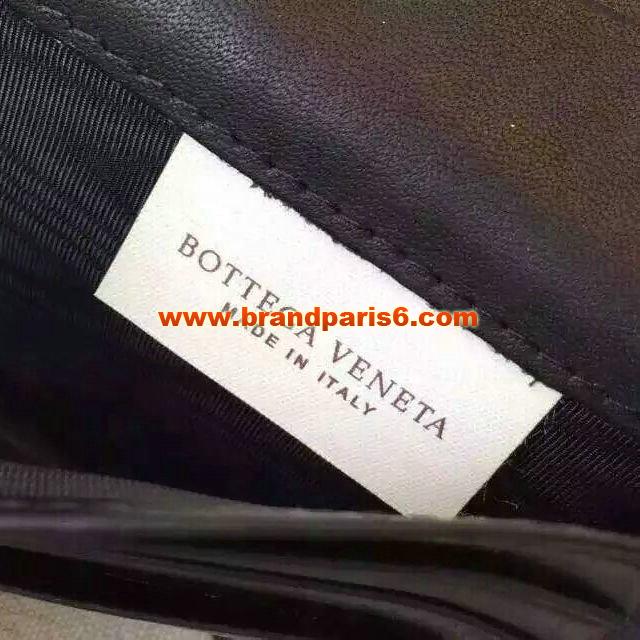 BOTTEGA VENETA
MADE IN ITALY
www.brandparis6.com